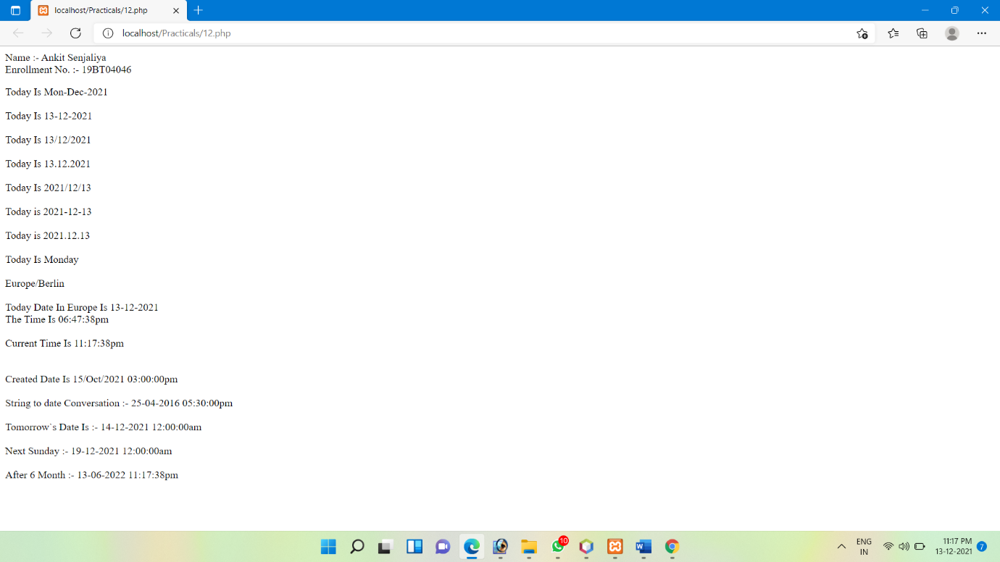 localhost/Practicals/12.php
localhost/Practicals/12.php
Name :- Ankit Senjaliya
Enrollment No. :- 19BT04046
Today Is Mon-Dec-2021
Today Is 13-12-2021
Today Is 13/12/2021
Today Is 13.12.2021
Today Is 2021/12/13
Today is 2021-12-13
Today is 2021.12.13
Today Is Monday
Europe/Berlin
Today Date In Europe Is 13-12-2021
The Time Is 06:47:38pm
Current Time Is 11:17:38pm
Created Date Is 15/Oct/2021 03:00:00pm
String to date Conversation :- 25-04-2016 05:30:00pm
Tomorrow`s Date Is :- 14-12-2021 12:00:00am
Next Sunday :- 19-12-2021 12:00:00am
After 6 Month :- 13-06-2022 11:17:38pm
10
W
ENG
IN
11:17 PM
13-12-2021
7